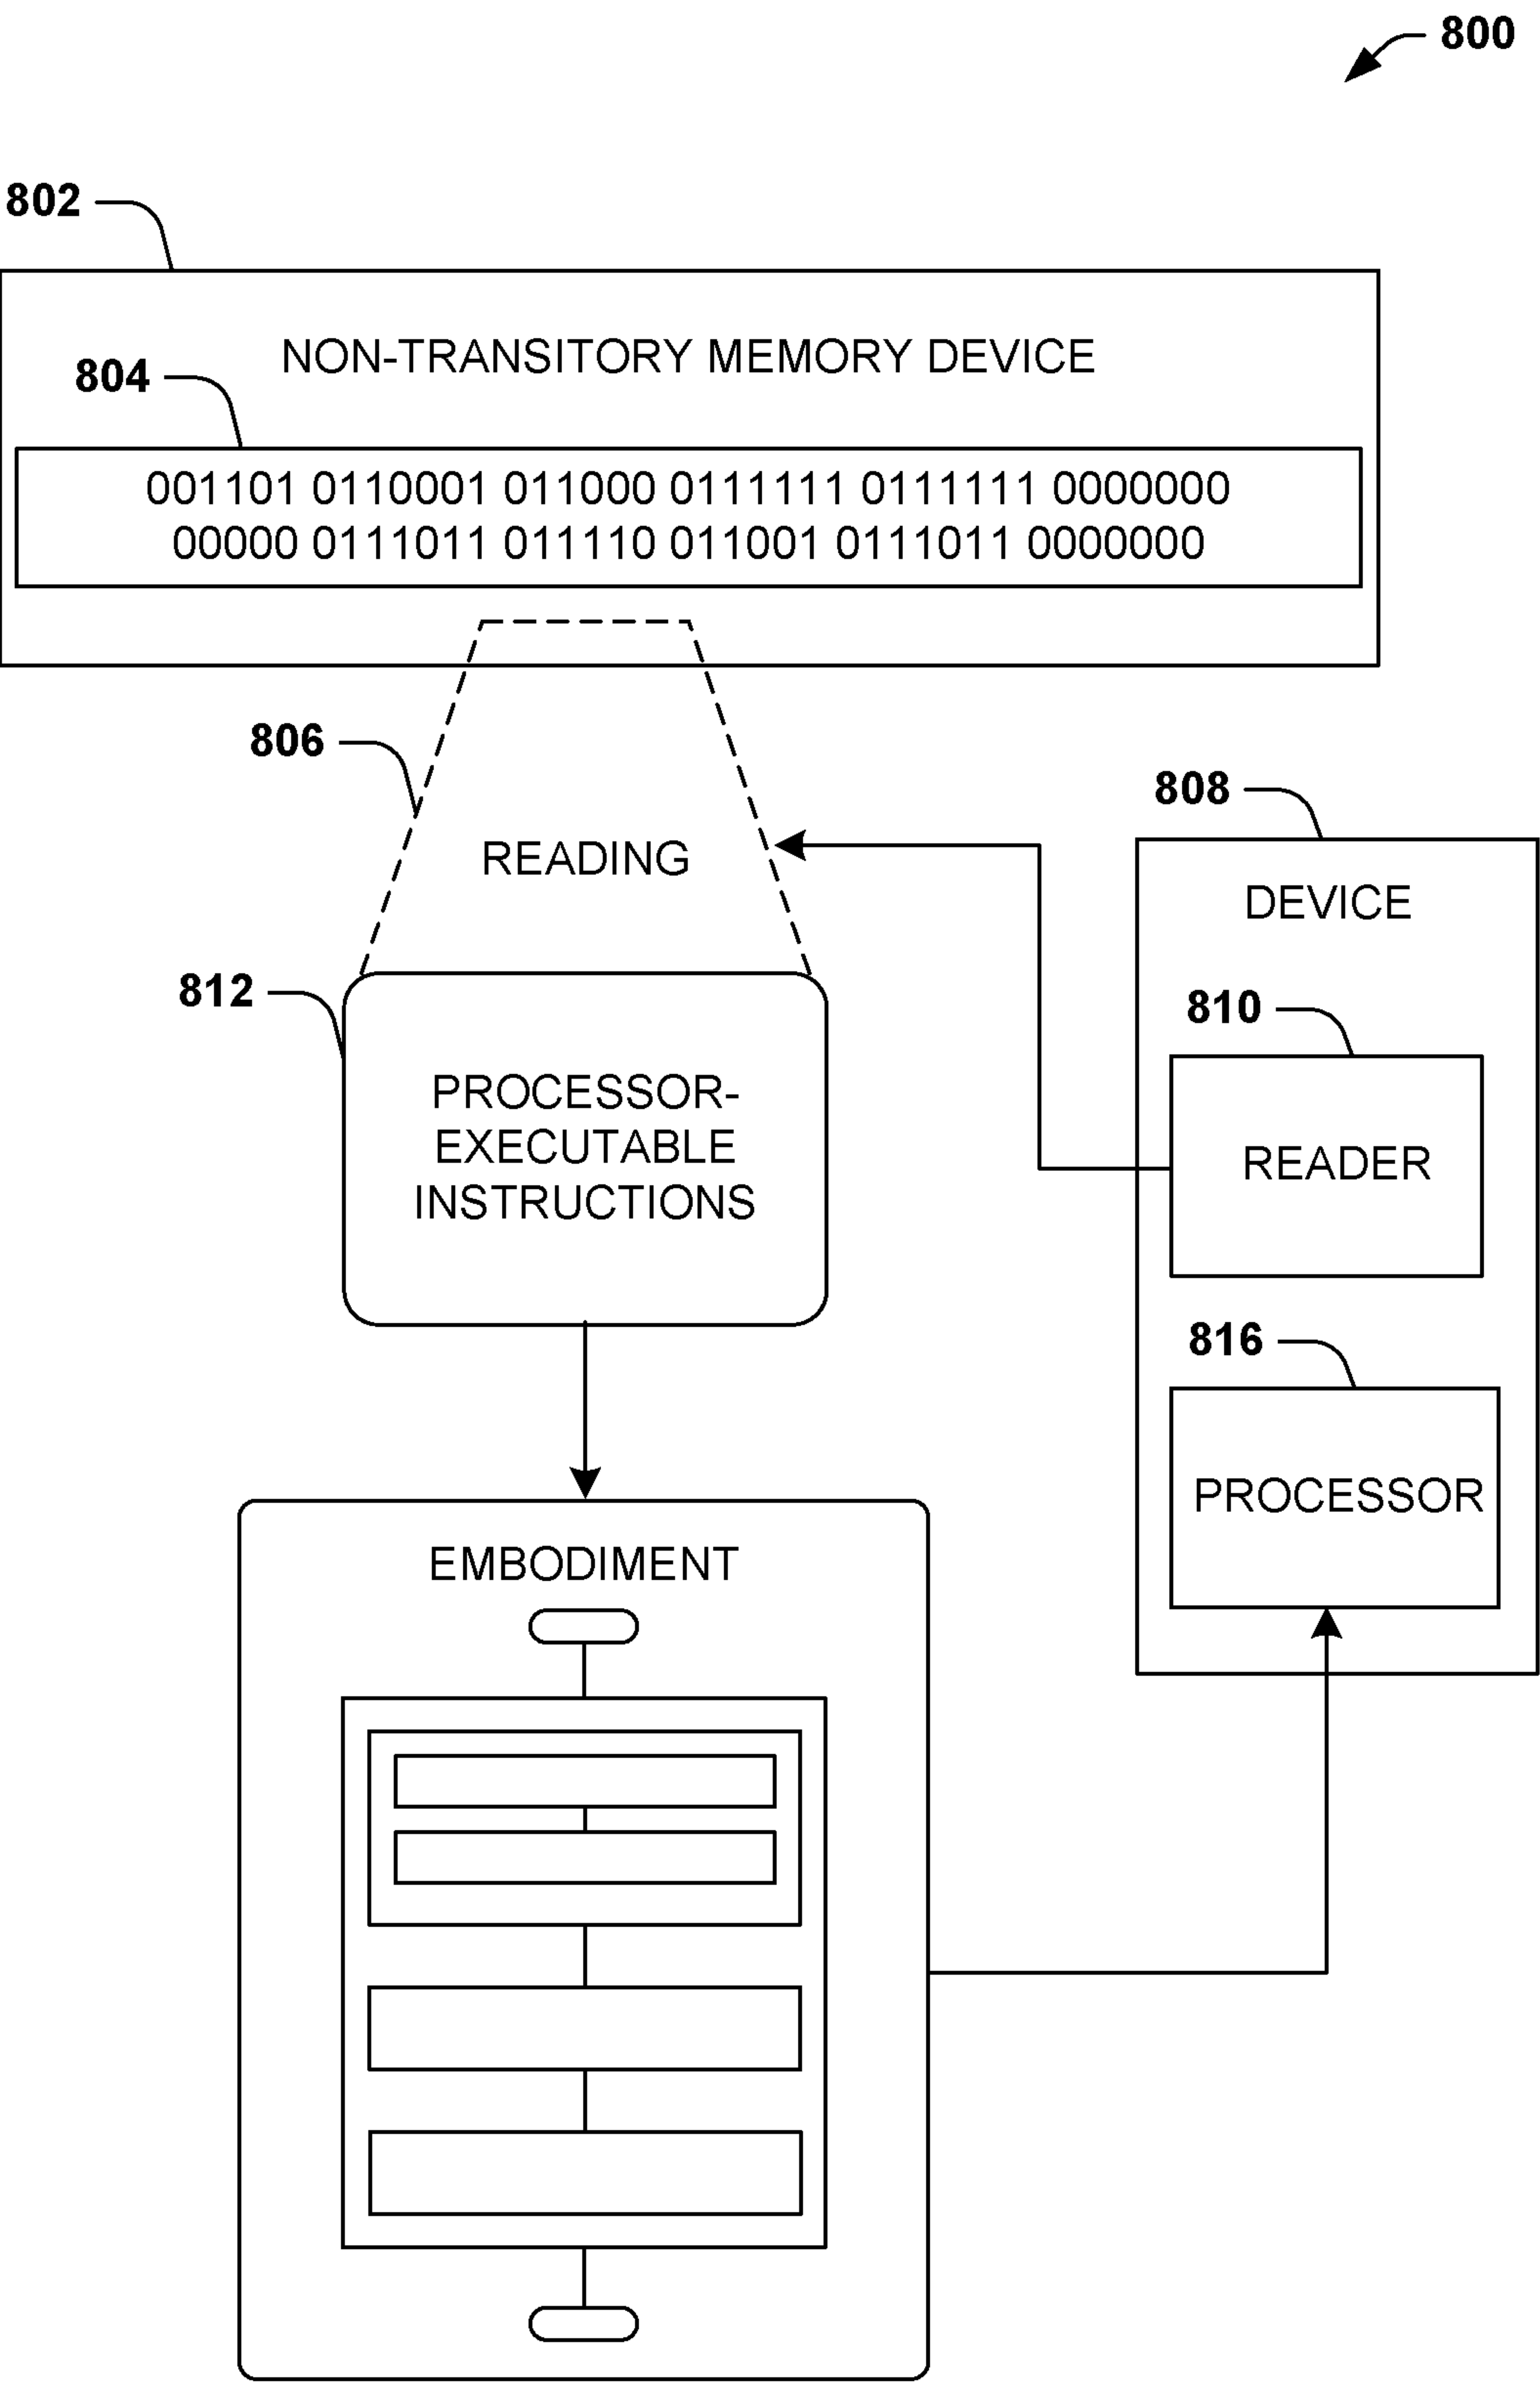 800
802
NON-TRANSITORY MEMORY DEVICE
804
001101 0110001 011000 0111111 0111111 0000000
00000 0111011 011110 011001 0111011 0000000
806
808
READING
DEVICE
812
810
PROCESSOR-
EXECUTABLE
INSTRUCTIONS
READER
816
PROCESSOR
EMBODIMENT